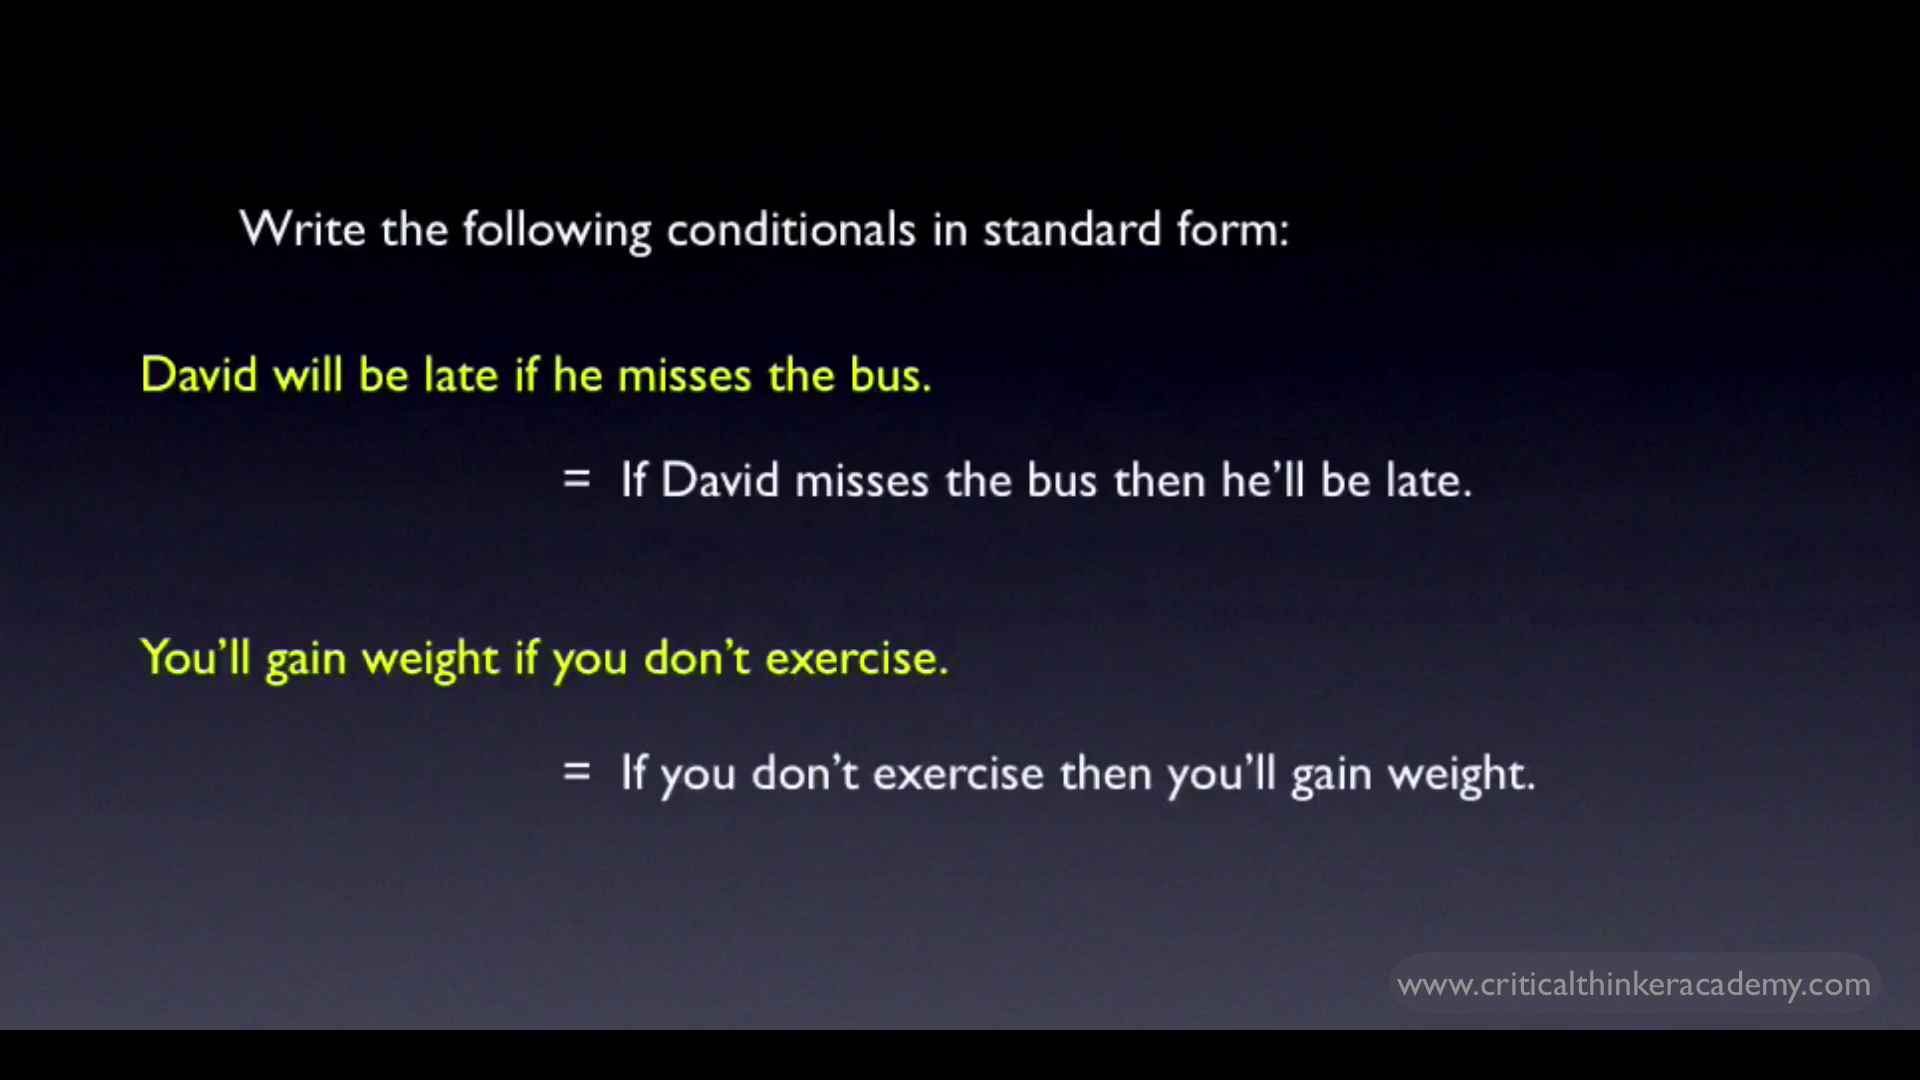 Write the following conditionals in standard form:
David will be late if he misses the bus.
= If David misses the bus then he’ll be late.
You’ll gain weight if you don’t exercise.
= If you don’t exercise then you’ll gain weight.
www.criticalthinkeracademy.com